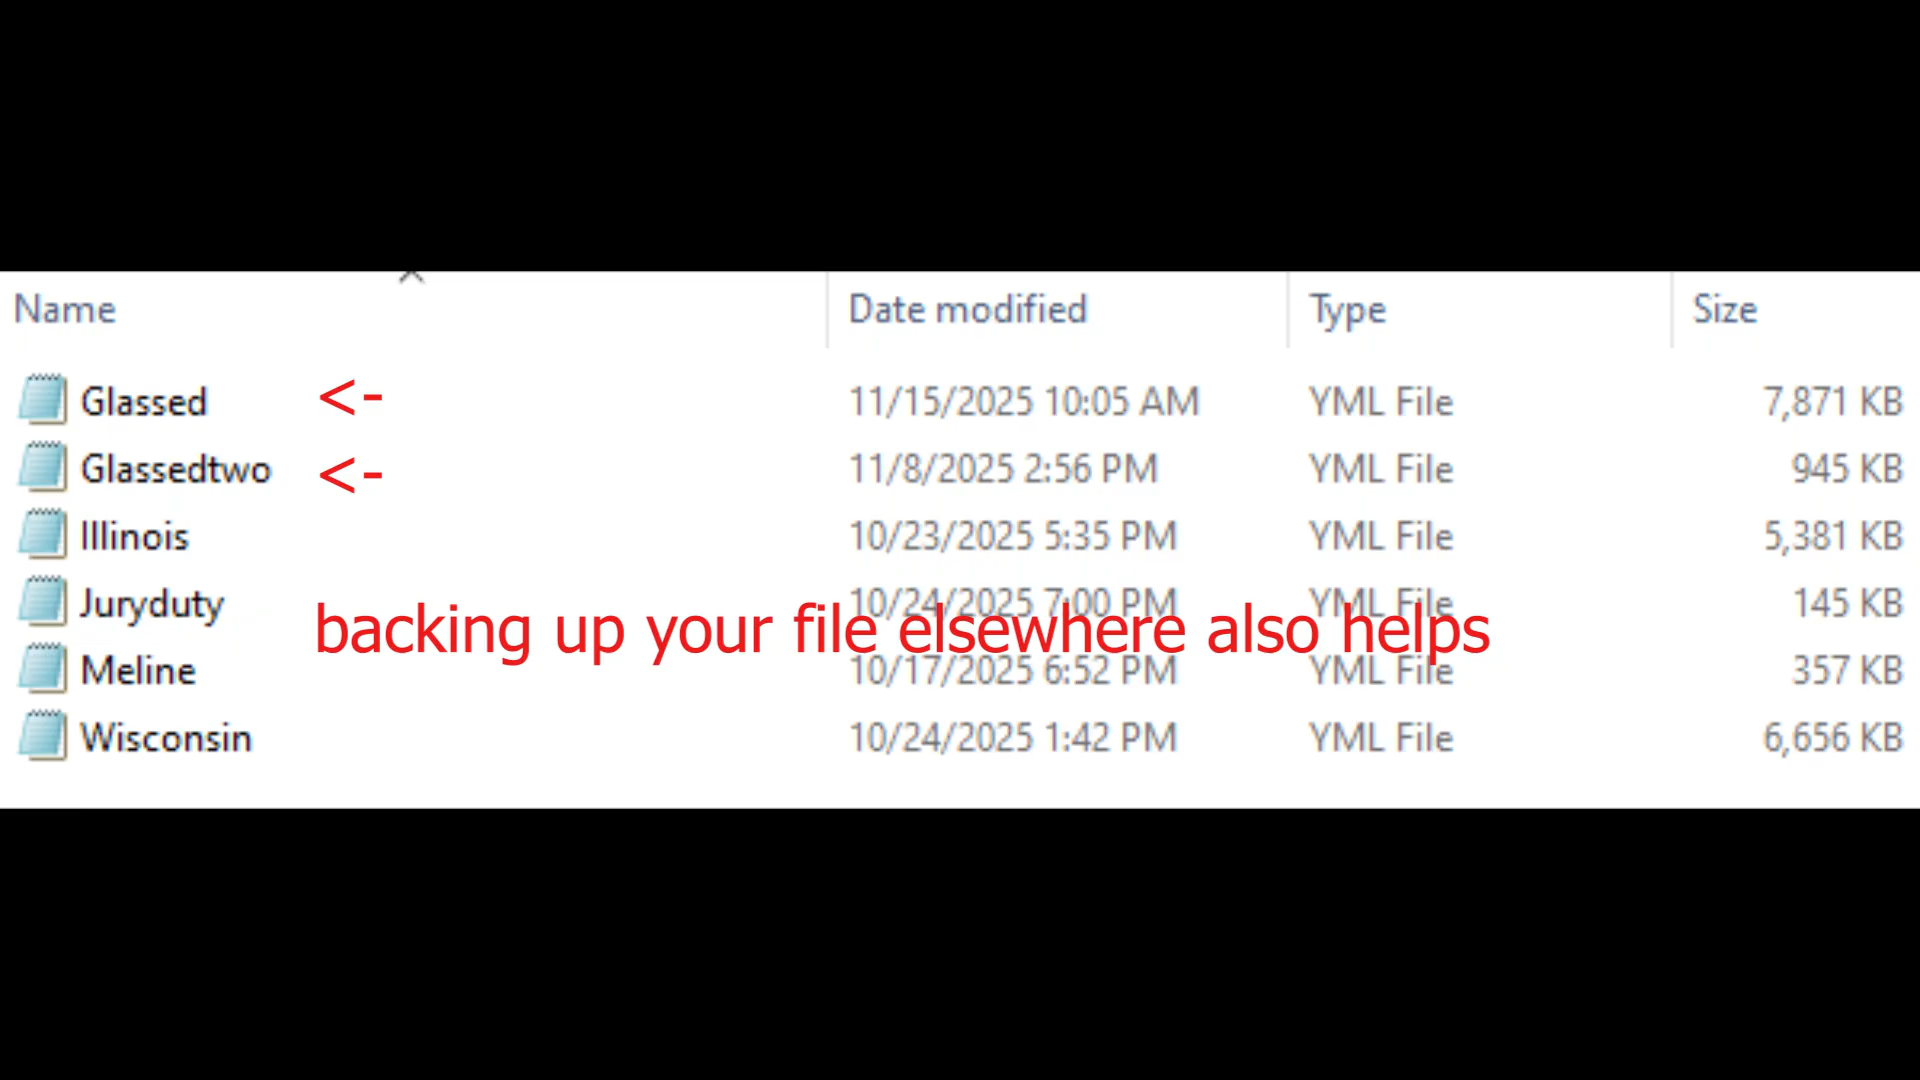 Name Date modified Type Size
Glassed <- 11/15/2025 10:05 AM YML File 7,871 KB
Glassedtwo <- 11/8/2025 2:56 PM YML File 945 KB
Illinois 10/23/2025 5:35 PM YML File 5,381 KB
Juryduty 10/24/2025 7:00 PM YML File 145 KB
backing up your file elsewhere also helps
Meline 10/17/2025 6:52 PM YML File 357 KB
Wisconsin 10/24/2025 1:42 PM YML File 6,656 KB